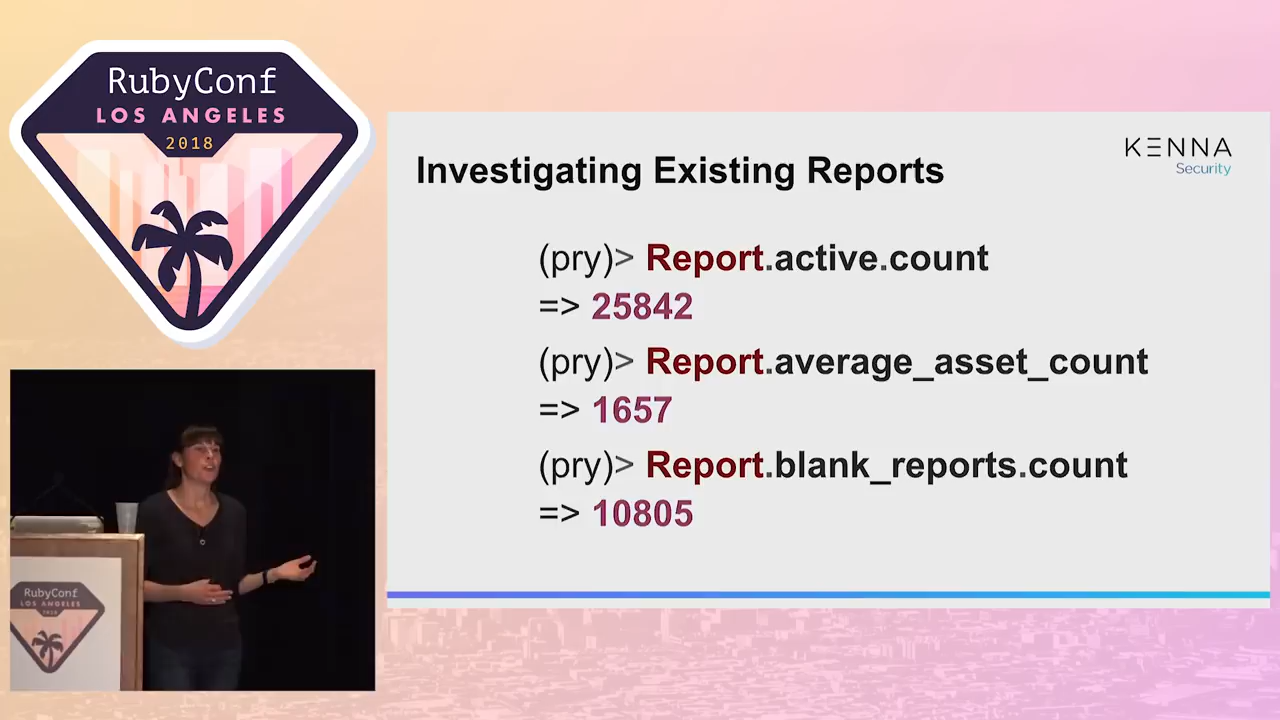 RubyConf
LOS ANGELES
2018
KENNA
Security
Investigating Existing Reports
(pry)> Report.active.count
=> 25842
(pry)> Report.average_asset_count
=> 1657
(pry)> Report.blank_reports.count
=> 10805
RubyConf
LOS ANGELES
2018